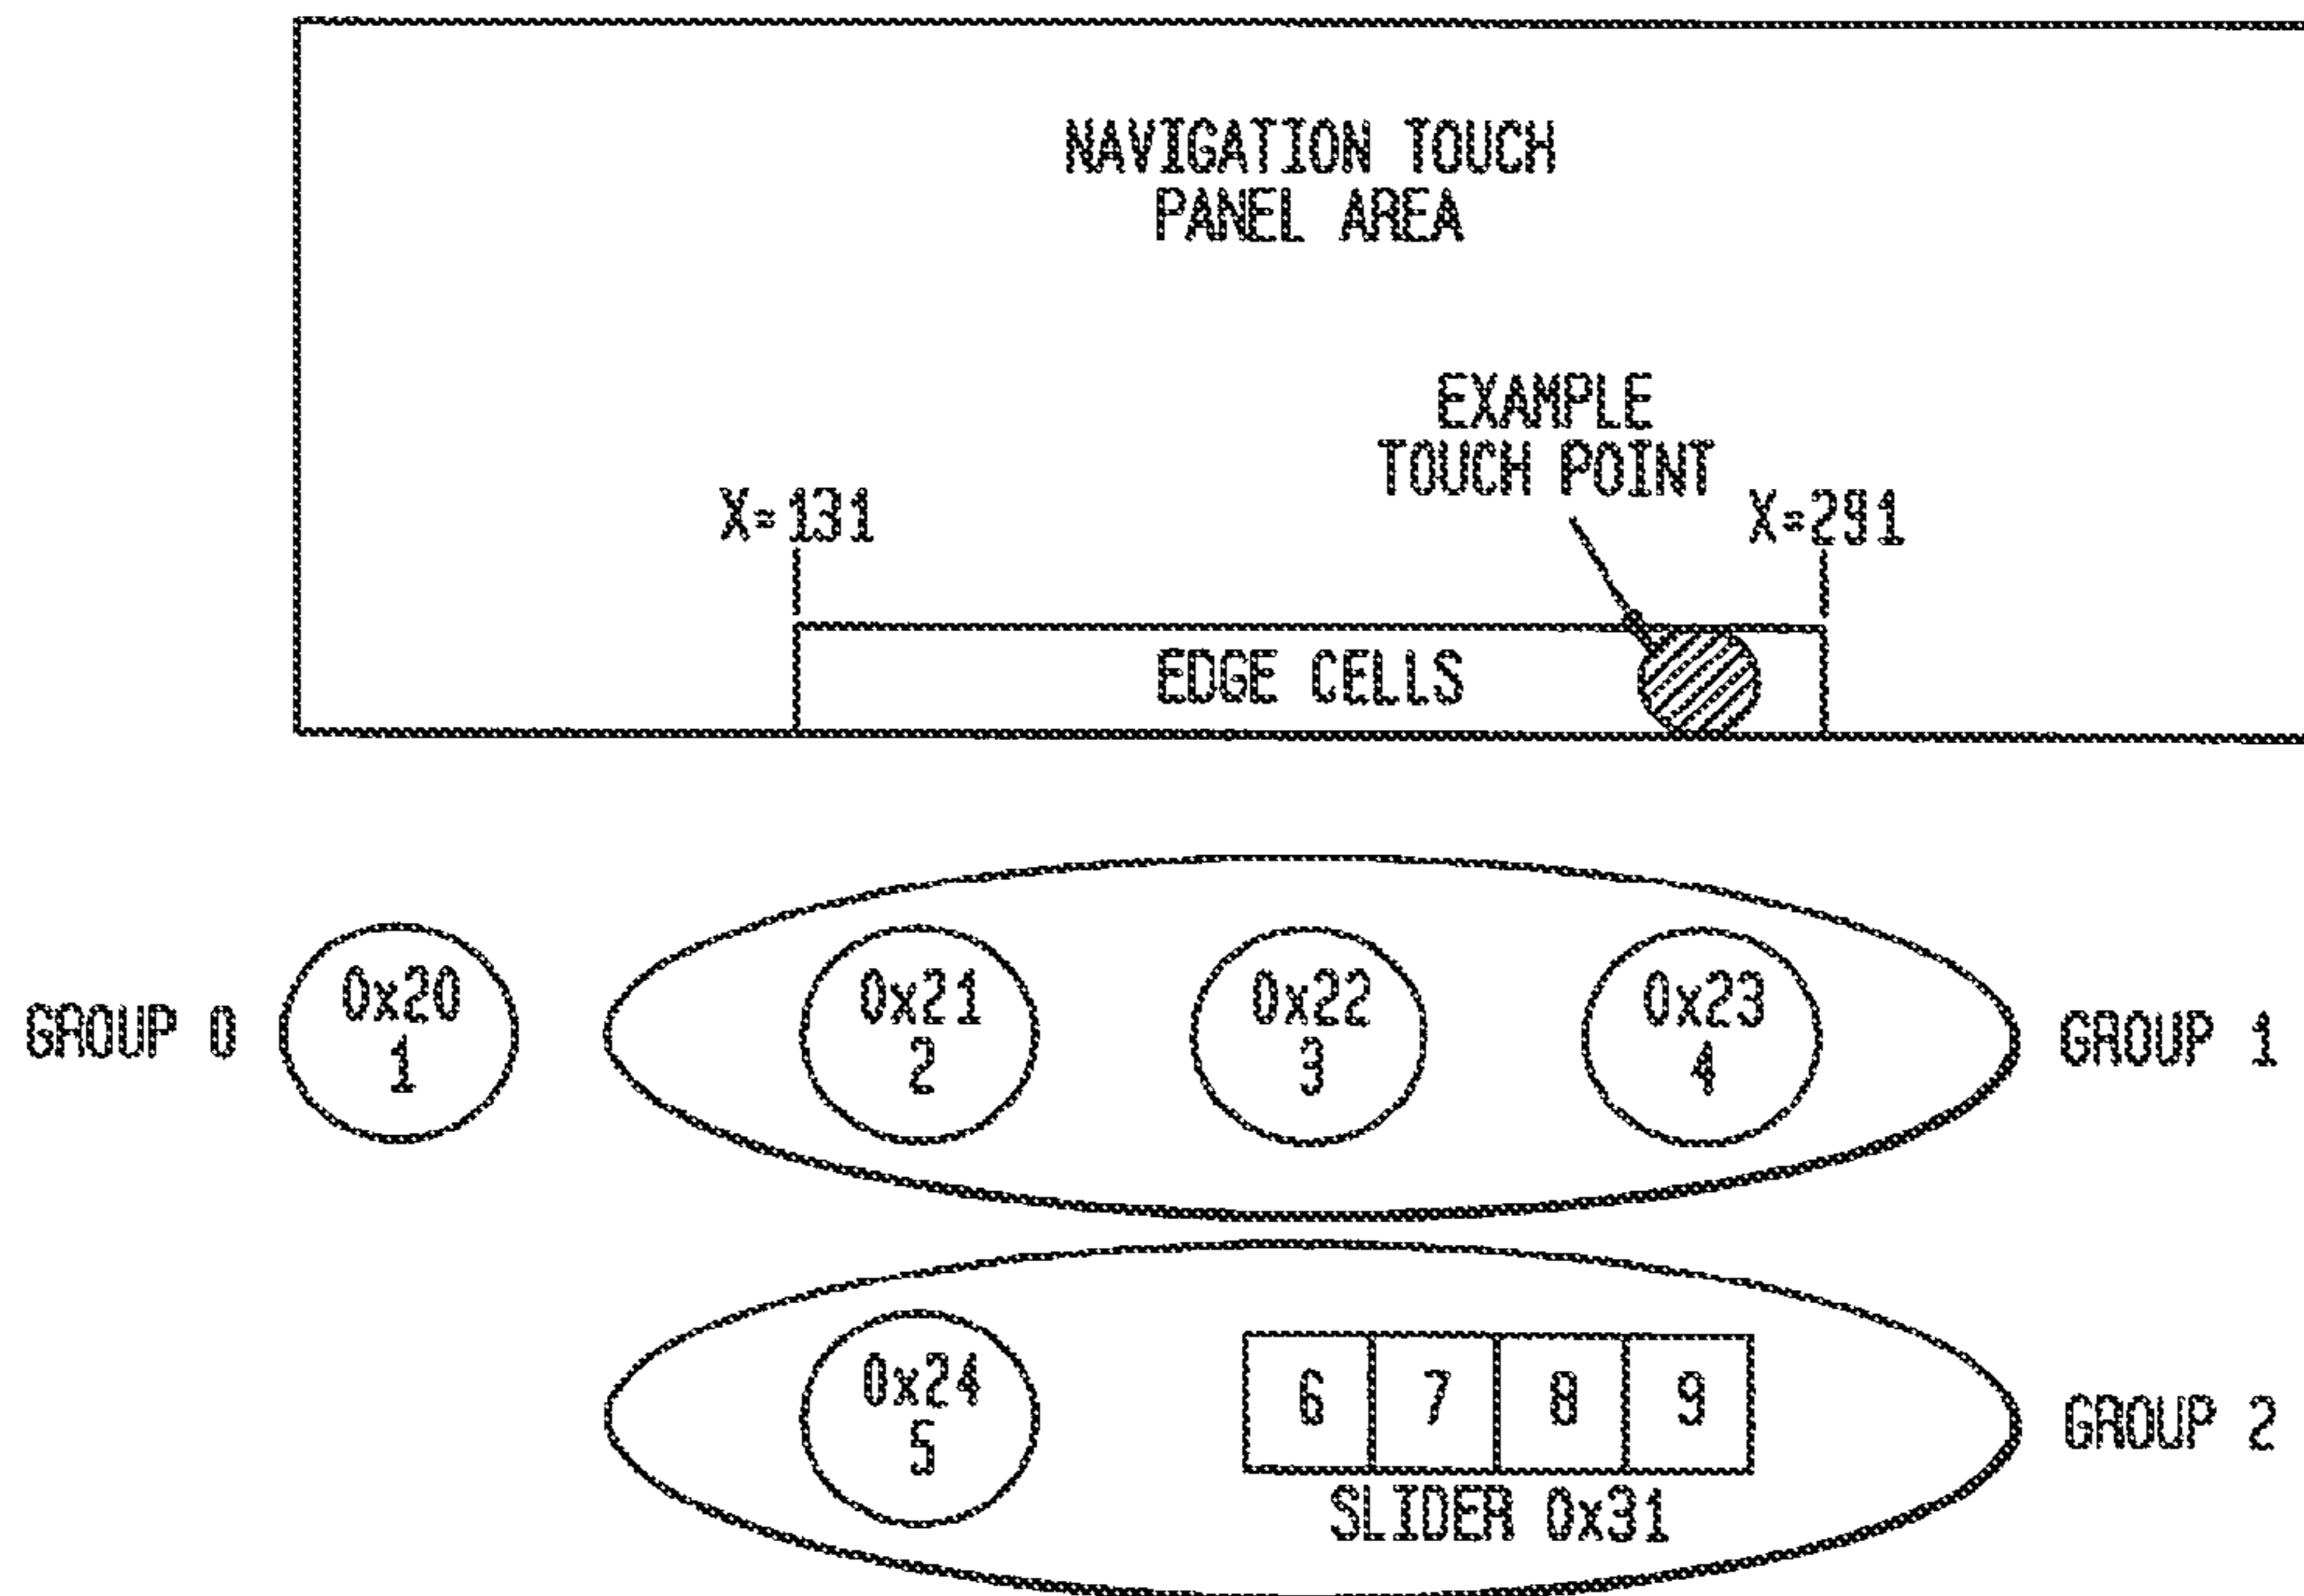 NAVIGATION TOUCH
PANEL AREA
EXAMPLE
TOUCH POINT
X=131
X=291
EDGE CELLS
GROUP 0
0x20
1
0x21
2
0x22
3
0x23
4
GROUP 1
0x24
5
6 7 8 9
SLIDER 0x31
GROUP 2